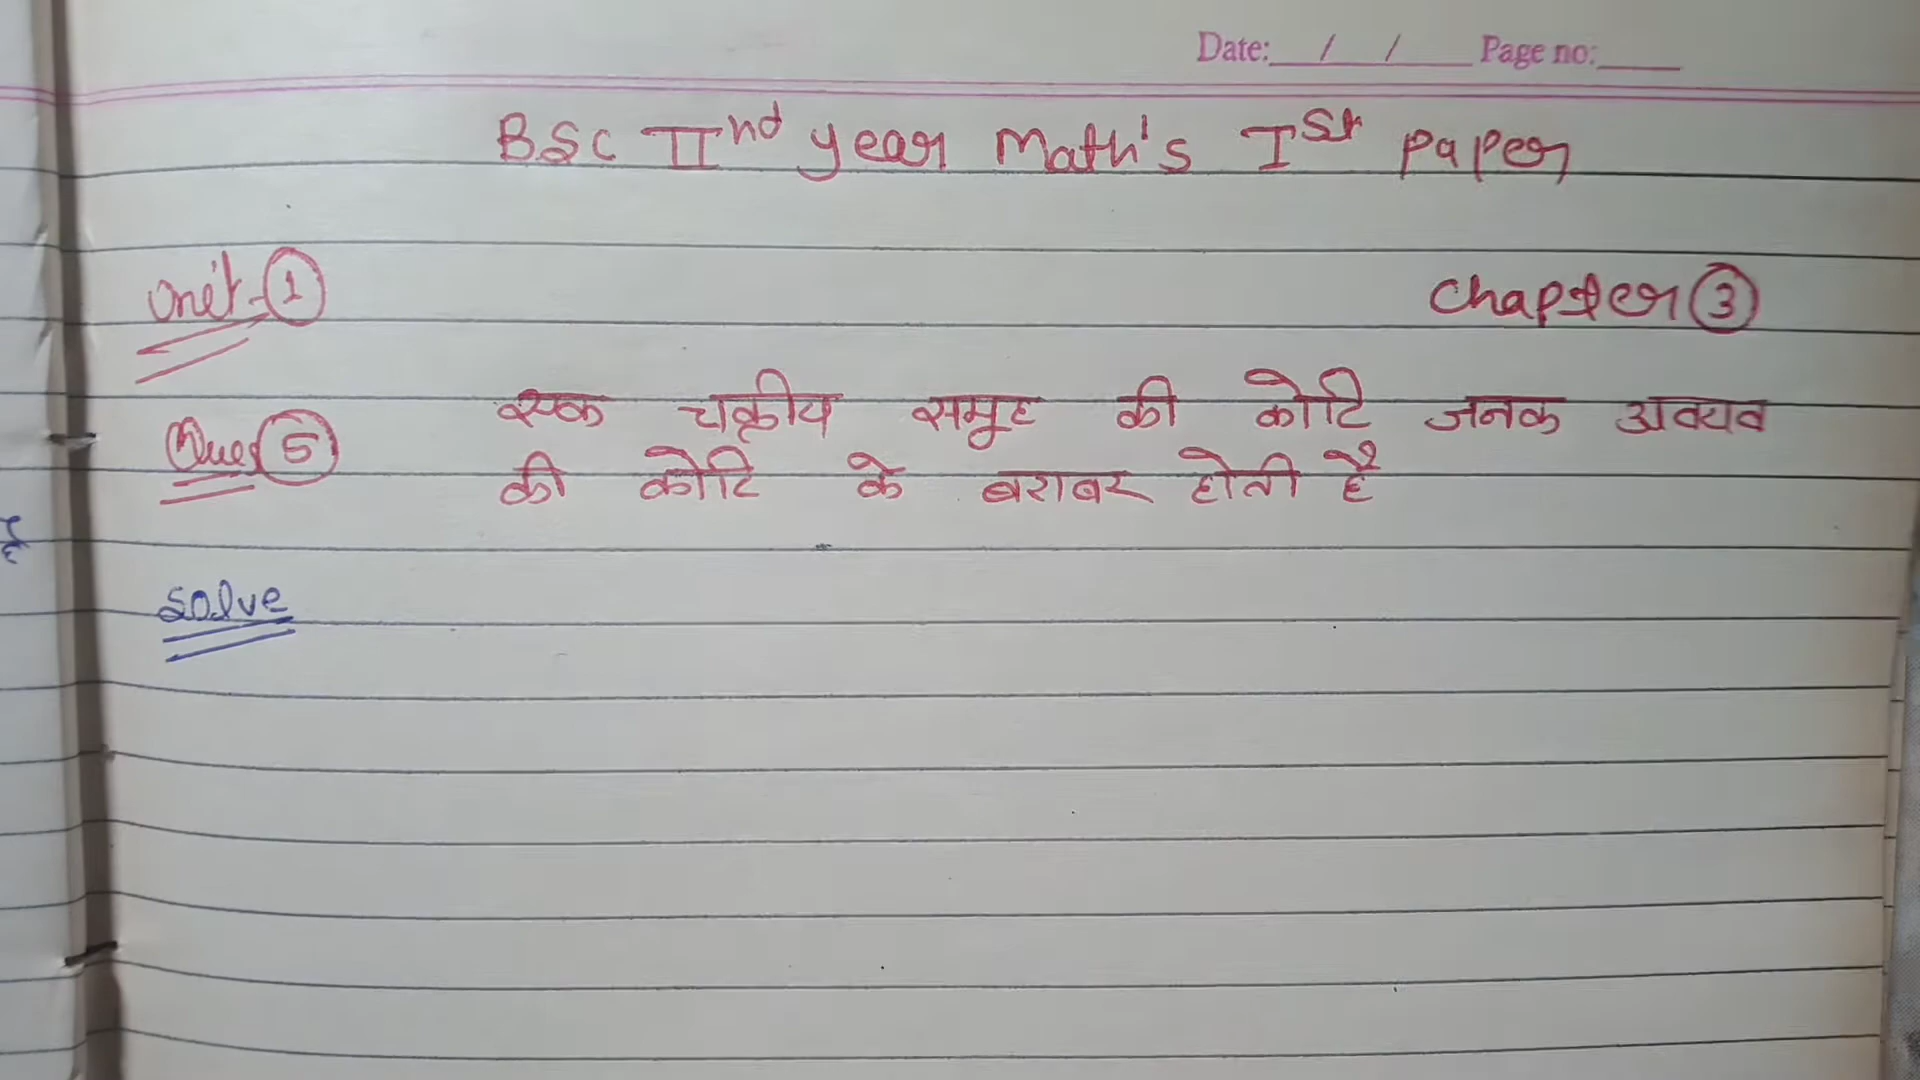 Date: / / Page no:
BSc IInd year Math's Ist paper
Unit-1
Chapter 3
Ques 5 एक चक्रीय समूह की कोटि जनक अवयव
की कोटि के बराबर होती है
Solve